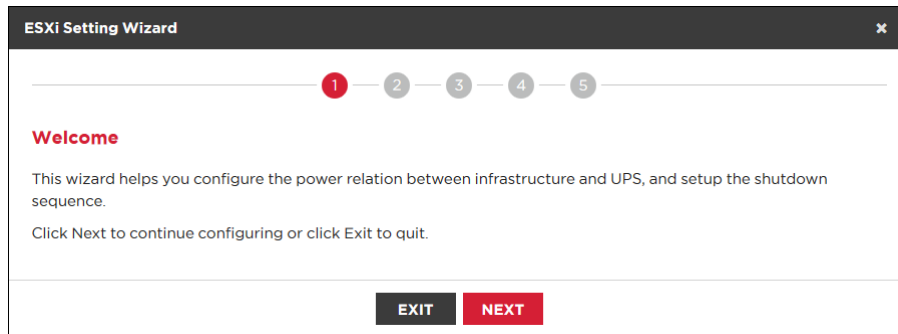 ESXi Setting Wizard ×
1 2 3 4 5
Welcome
This wizard helps you configure the power relation between infrastructure and UPS, and setup the shutdown
sequence.
Click Next to continue configuring or click Exit to quit.
EXIT NEXT